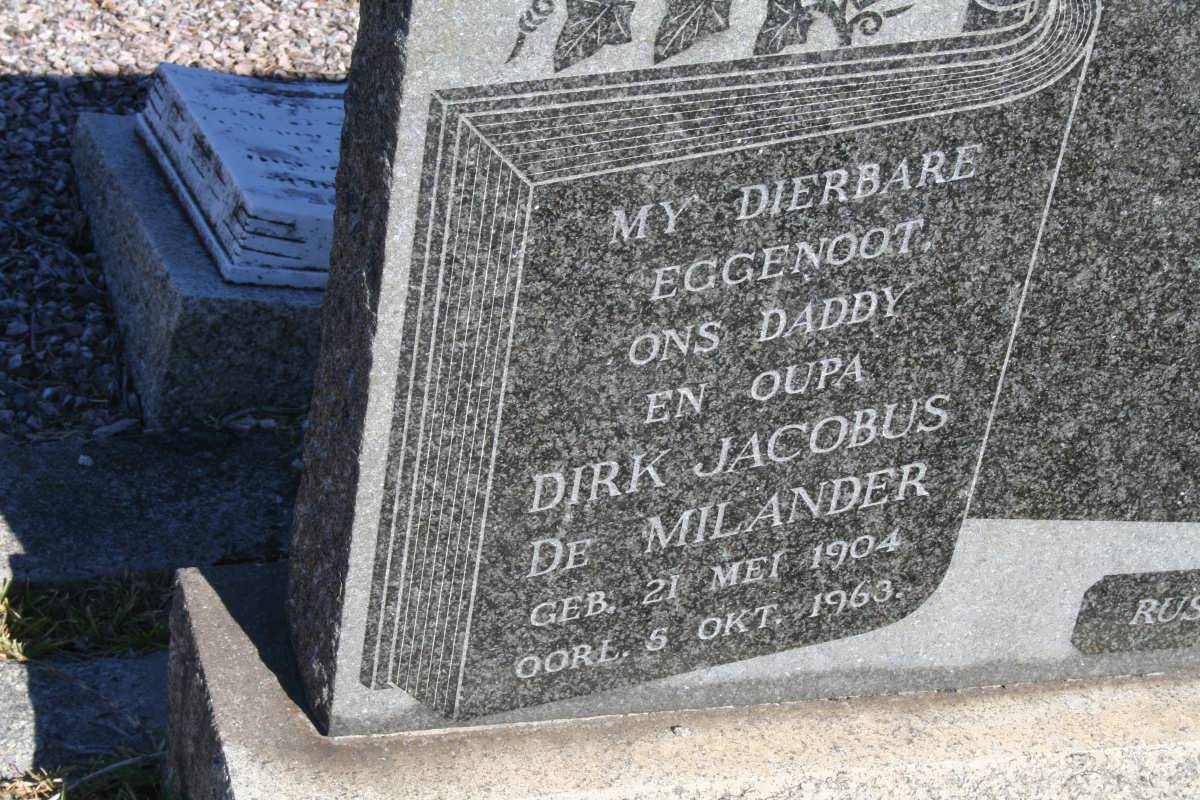 MY DIERBARE
EGGENOOT,
ONS DADDY
EN OUPA
DIRK JACOBUS
DE MILANDER
GEB. 21 MEI 1904
OORL. 5 OKT. 1963.
RUS